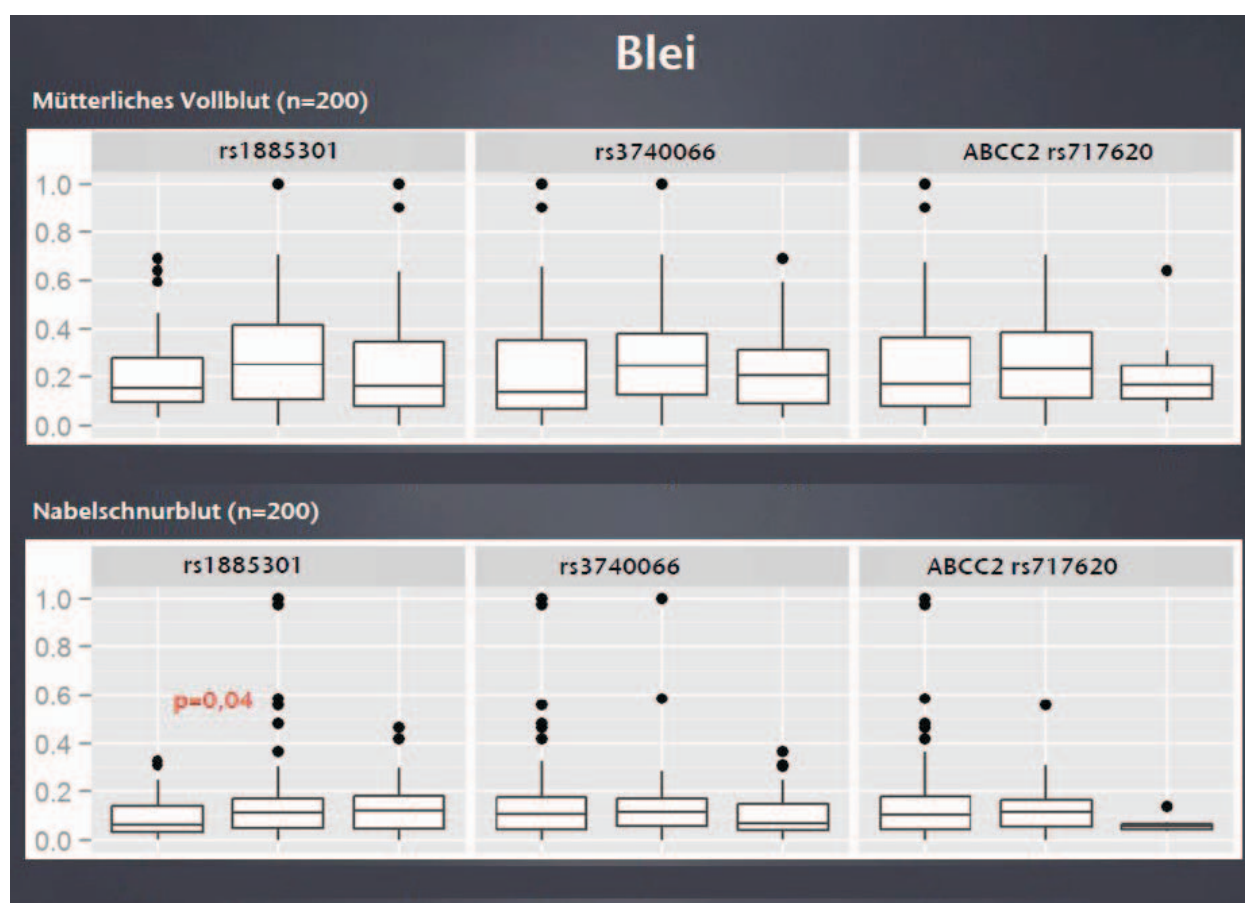 Blei
Mütterliches Vollblut (n=200)
rs1885301 rs3740066 ABCC2 rs717620
1.0
0.8
0.6
0.4
0.2
0.0
Nabelschnurblut (n=200)
rs1885301 rs3740066 ABCC2 rs717620
1.0
0.8
0.6
p=0,04
0.4
0.2
0.0